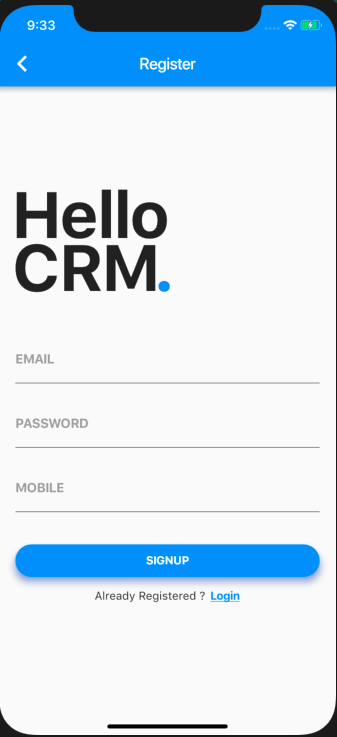 9:33
Register
Hello
CRM.
EMAIL
PASSWORD
MOBILE
SIGNUP
Already Registered ? Login